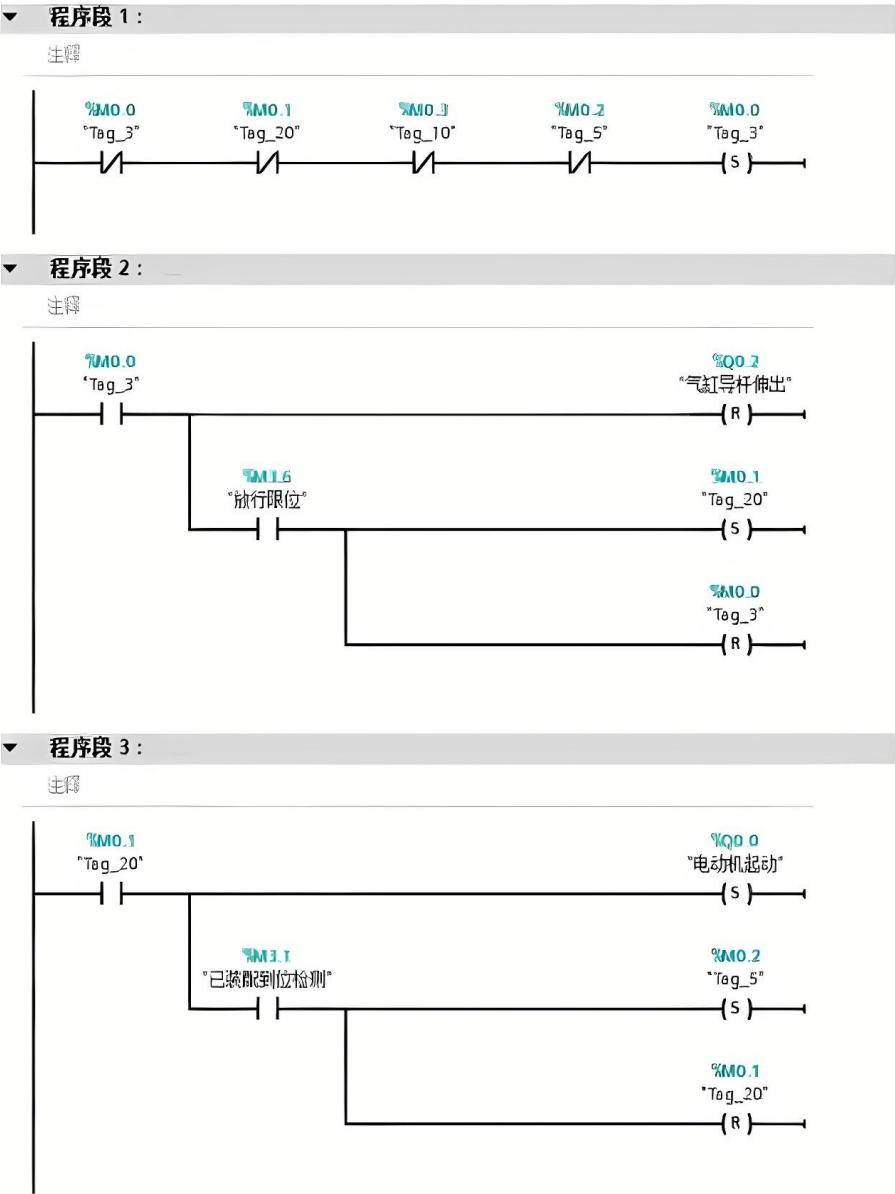 程序段 1：
注释
%M0.0 %M0.1 %M0.3 %M0.2 %M0.0
"Tag_3" "Tag_20" "Tag_10" "Tag_5" "Tag_3"
S
程序段 2：
注释
%M0.0 %Q0.2
"Tag_3" "气缸导杆伸出"
R
%M0.1
"放行限位" "Tag_20"
S
%M0.0
"Tag_3"
R
程序段 3：
注释
%M0.1 %Q0.0
"Tag_20" "电动机起动"
S
%M3.1 %M0.2
"已装配到位检测" "Tag_5"
S
%M0.1
"Tag_20"
R